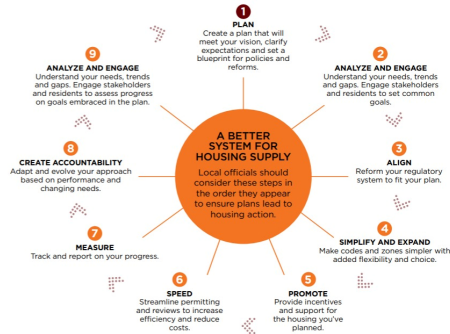 1
PLAN
Create a plan that will
meet your vision, clarify
expectations and set a
blueprint for policies and
reforms.
2
ANALYZE AND ENGAGE
Understand your needs, trends
and gaps. Engage stakeholders
and residents to set common
goals.
3
ALIGN
Reform your regulatory
system to fit your plan.
4
SIMPLIFY AND EXPAND
Make codes and zones simpler with
added flexibility and choice.
5
PROMOTE
Provide incentives
and support for
the housing you've
planned.
6
SPEED
Streamline permitting
and reviews to increase
efficiency and reduce
costs.
7
MEASURE
Track and report on your progress.
8
CREATE ACCOUNTABILITY
Adapt and evolve your approach
based on performance and
changing needs.
9
ANALYZE AND ENGAGE
Understand your needs, trends
and gaps. Engage stakeholders
and residents to assess progress
on goals embraced in the plan.
A BETTER
SYSTEM FOR
HOUSING SUPPLY
Local officials should
consider these steps in
the order they appear
to ensure plans lead to
housing action.